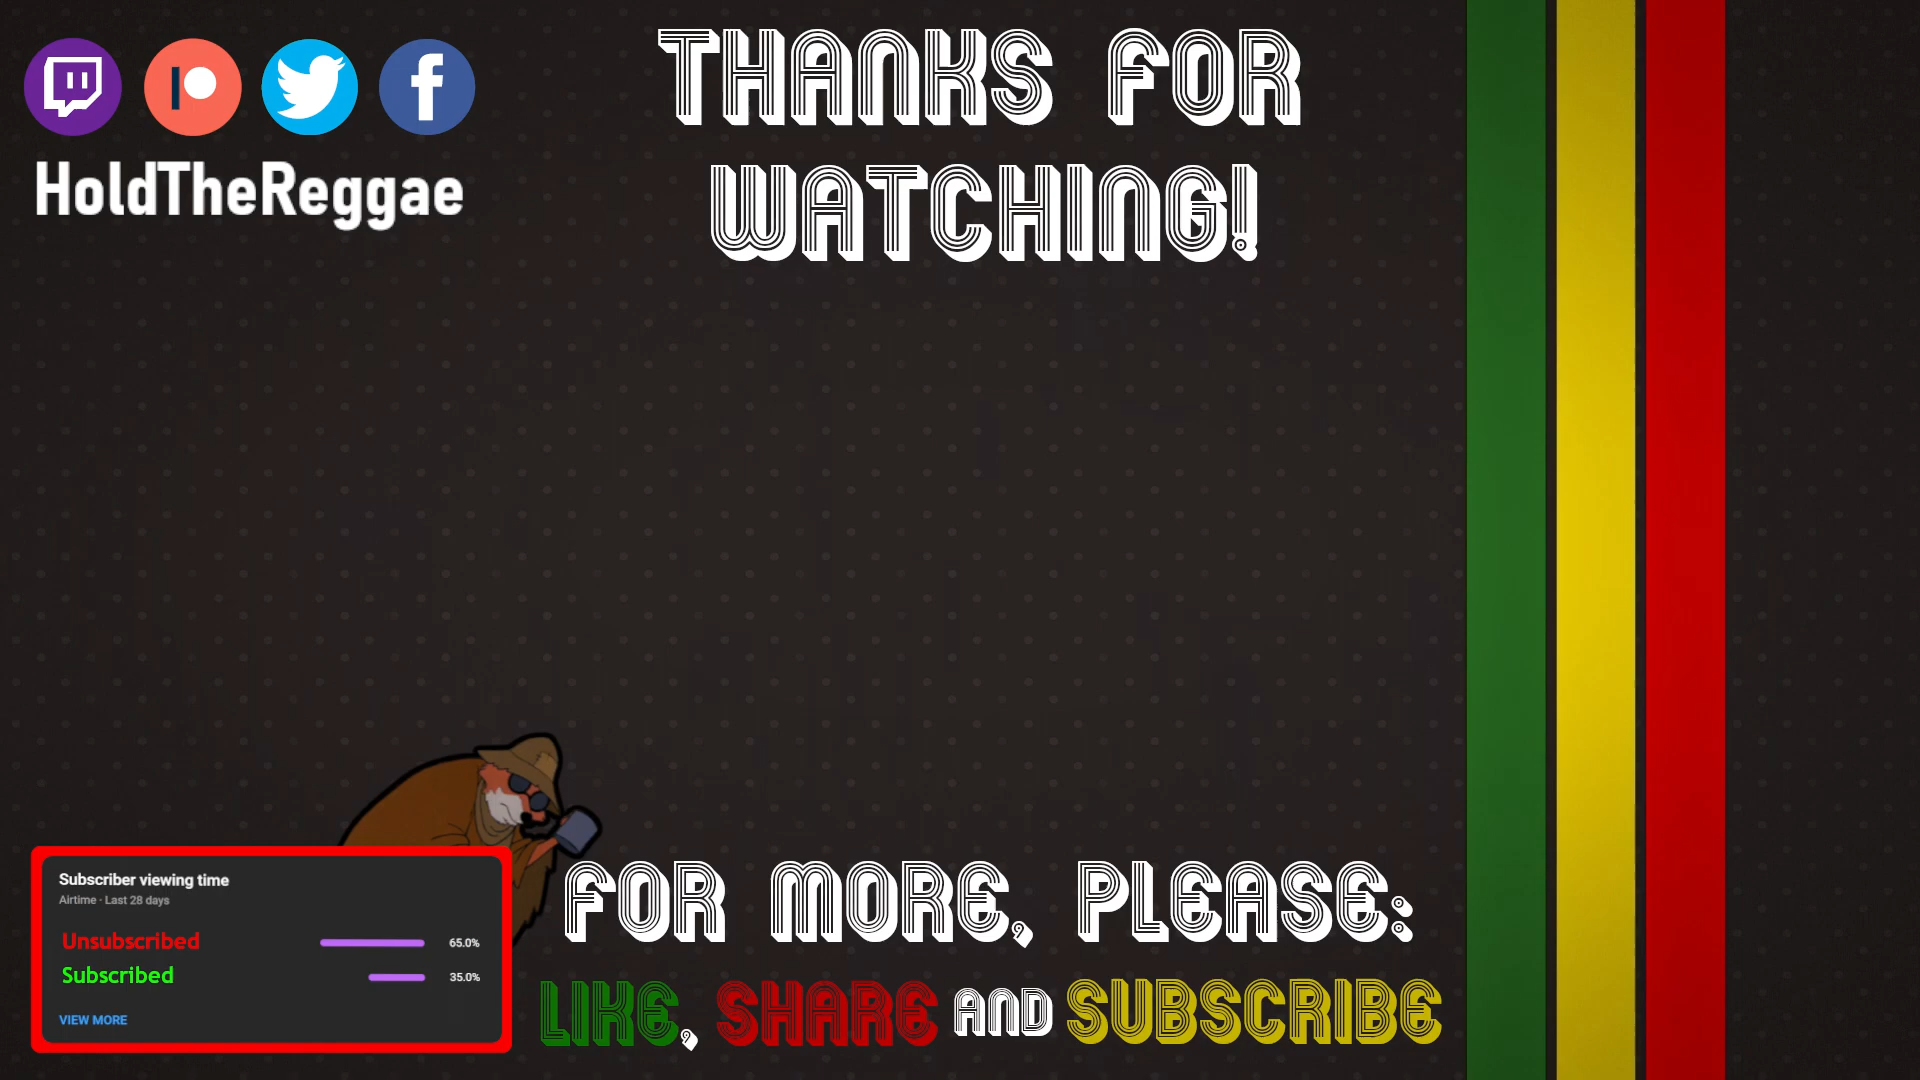 HoldTheReggae
THANKS FOR
WATCHING!
Subscriber viewing time
Airtime · Last 28 days
Unsubscribed 65.0%
Subscribed 35.0%
VIEW MORE
FOR MORE, PLEASE:
LIKE, SHARE AND SUBSCRIBE